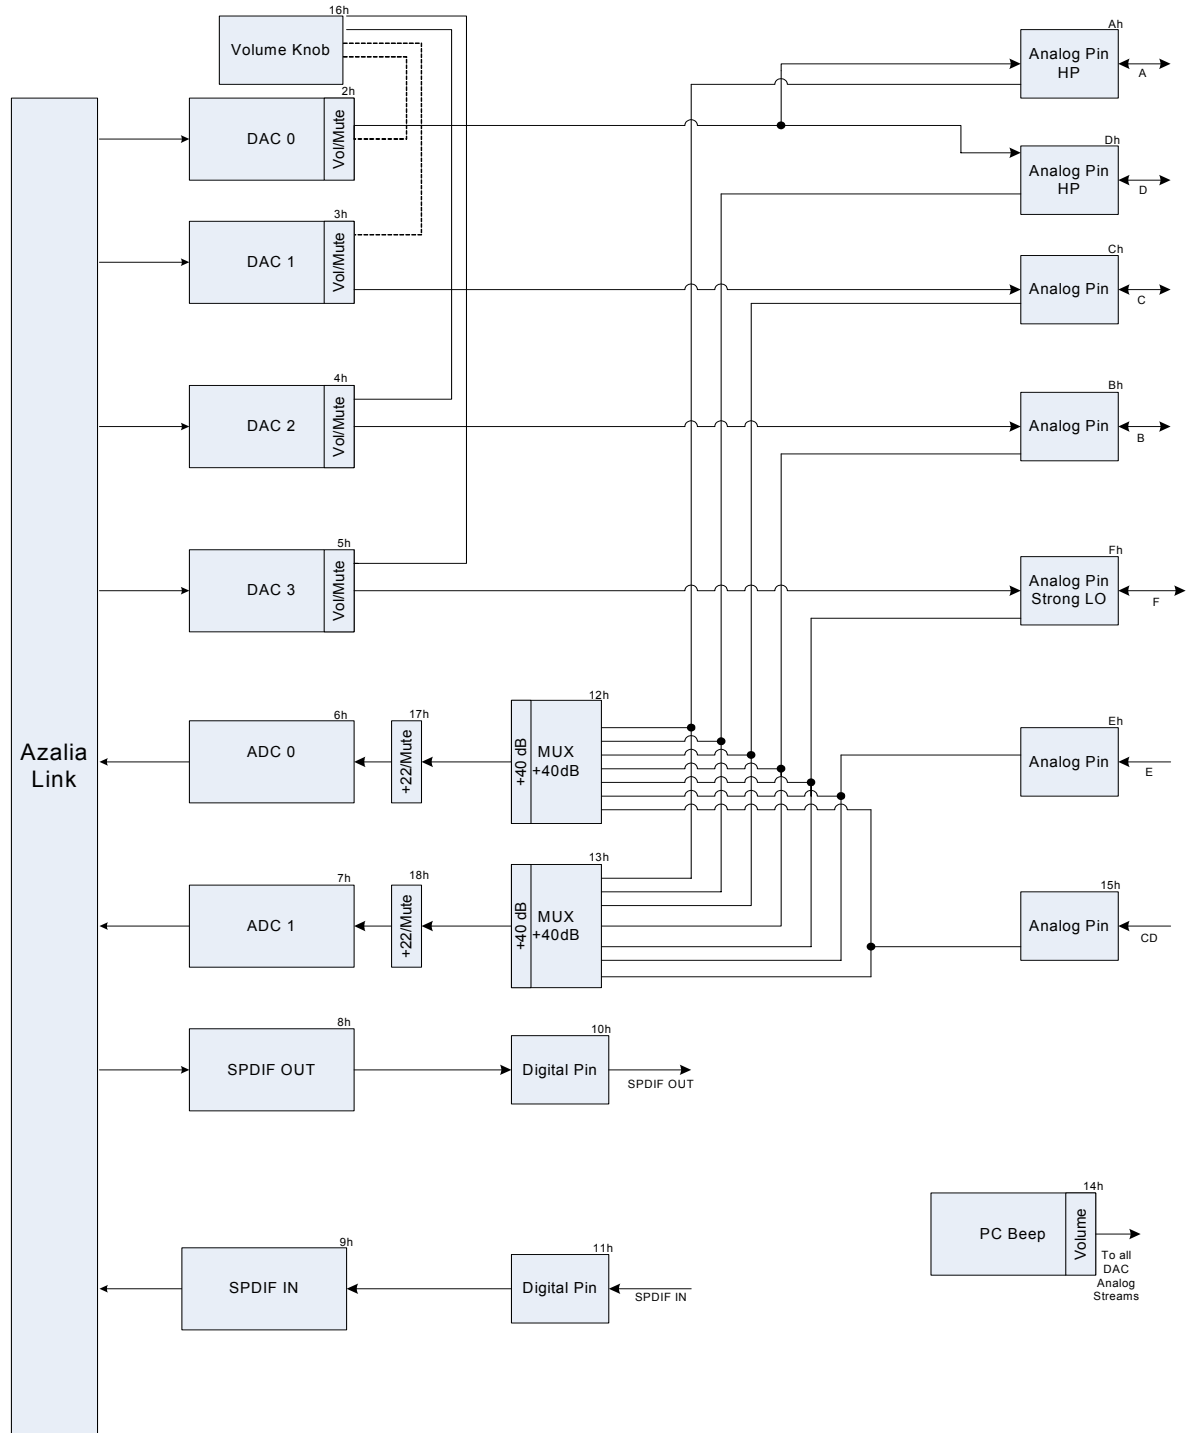 16h
Volume Knob
Ah
Analog Pin
HP
A
2h
DAC 0
Vol/Mute
Dh
Analog Pin
HP
D
3h
DAC 1
Vol/Mute
Ch
Analog Pin
C
4h
DAC 2
Vol/Mute
Bh
Analog Pin
B
5h
DAC 3
Vol/Mute
Fh
Analog Pin
Strong LO
F
Azalia
Link
6h
ADC 0
17h
+22/Mute
12h
+40 dB
MUX
+40dB
Eh
Analog Pin
E
7h
ADC 1
18h
+22/Mute
13h
+40 dB
MUX
+40dB
15h
Analog Pin
CD
8h
SPDIF OUT
10h
Digital Pin
SPDIF OUT
14h
PC Beep
Volume
To all
DAC
Analog
Streams
9h
SPDIF IN
11h
Digital Pin
SPDIF IN